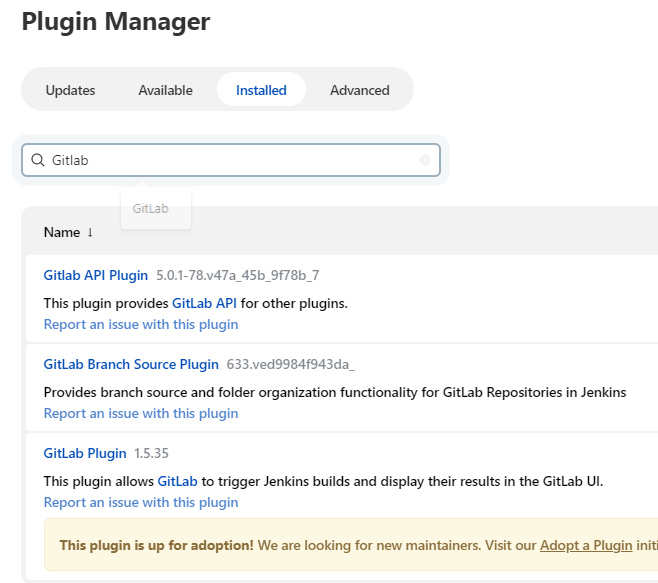 Plugin Manager
Updates Available Installed Advanced
Gitlab
GitLab
Name ↓
Gitlab API Plugin 5.0.1-78.v47a_45b_9f78b_7
This plugin provides GitLab API for other plugins.
Report an issue with this plugin
GitLab Branch Source Plugin 633.ved9984f943da_
Provides branch source and folder organization functionality for GitLab Repositories in Jenkins
Report an issue with this plugin
GitLab Plugin 1.5.35
This plugin allows GitLab to trigger Jenkins builds and display their results in the GitLab UI.
Report an issue with this plugin
This plugin is up for adoption! We are looking for new maintainers. Visit our Adopt a Plugin initi